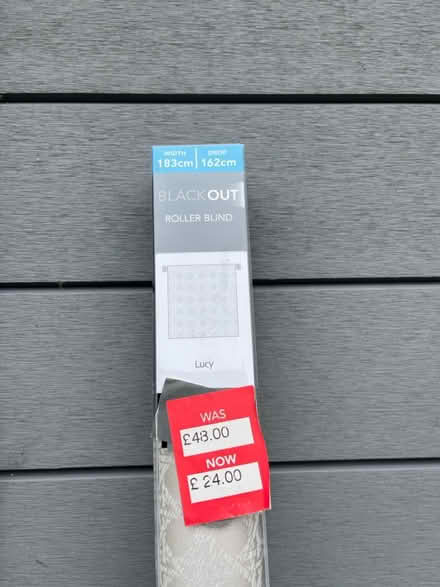 WIDTH DROP
183cm 162cm
BLACKOUT
ROLLER BLIND
Lucy
WAS
£48.00
NOW
£24.00